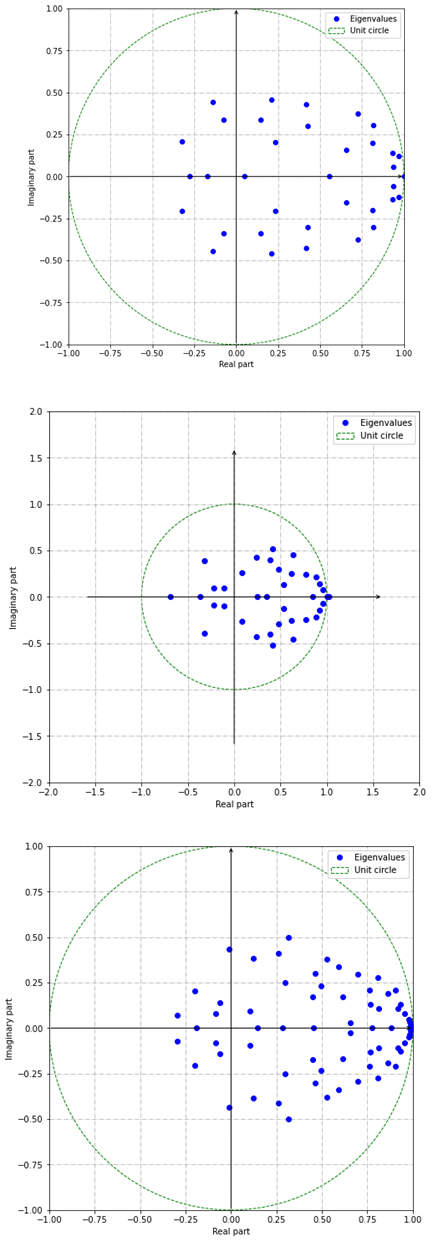 1.00
Eigenvalues
Unit circle
0.75
0.50
0.25
0.00
−0.25
−0.50
−0.75
−1.00
−1.00 −0.75 −0.50 −0.25 0.00 0.25 0.50 0.75 1.00
Real part
Imaginary part
2.0
Eigenvalues
Unit circle
1.5
1.0
0.5
0.0
−0.5
−1.0
−1.5
−2.0
−2.0 −1.5 −1.0 −0.5 0.0 0.5 1.0 1.5 2.0
Real part
Imaginary part
1.00
Eigenvalues
Unit circle
0.75
0.50
0.25
0.00
−0.25
−0.50
−0.75
−1.00
−1.00 −0.75 −0.50 −0.25 0.00 0.25 0.50 0.75 1.00
Real part
Imaginary part